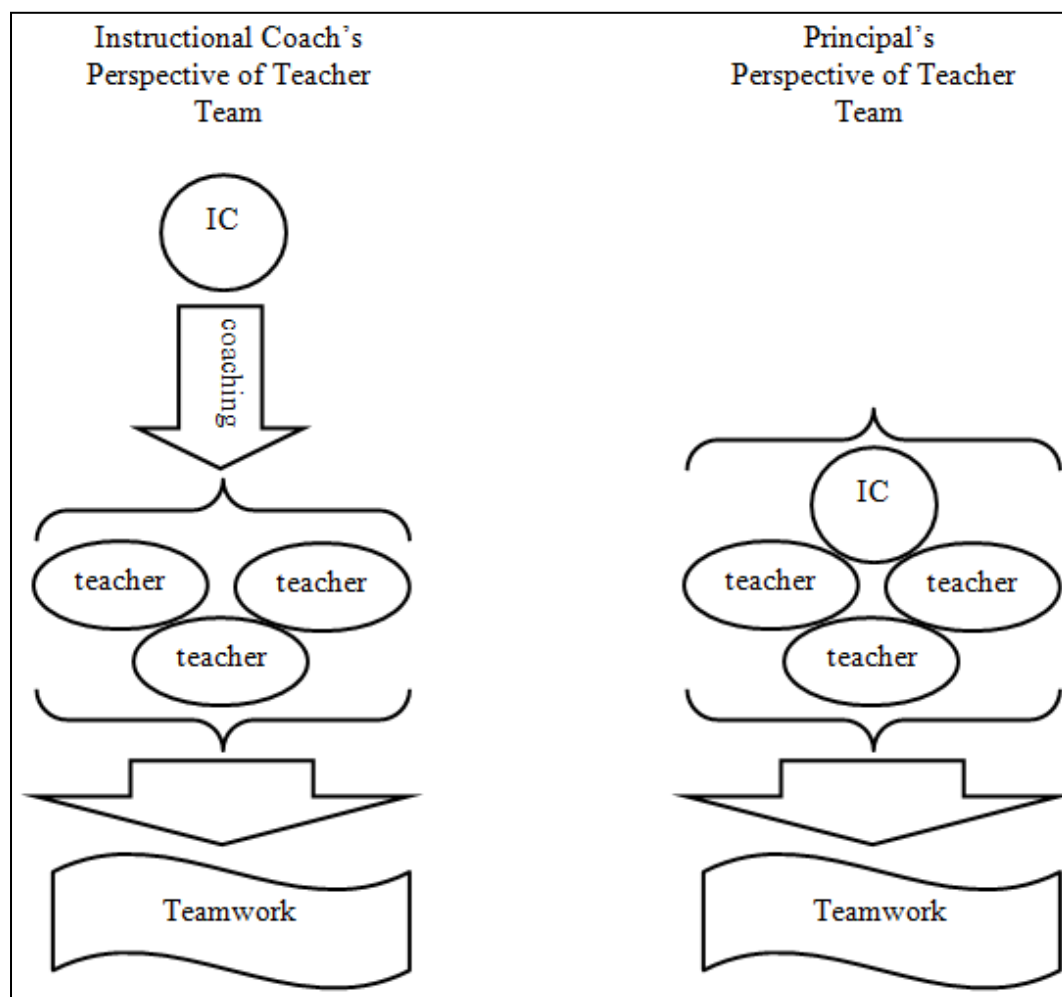 Instructional Coach's
Perspective of Teacher
Team
IC
coaching
teacher
teacher
teacher
Teamwork
Principal's
Perspective of Teacher
Team
IC
teacher
teacher
teacher
Teamwork